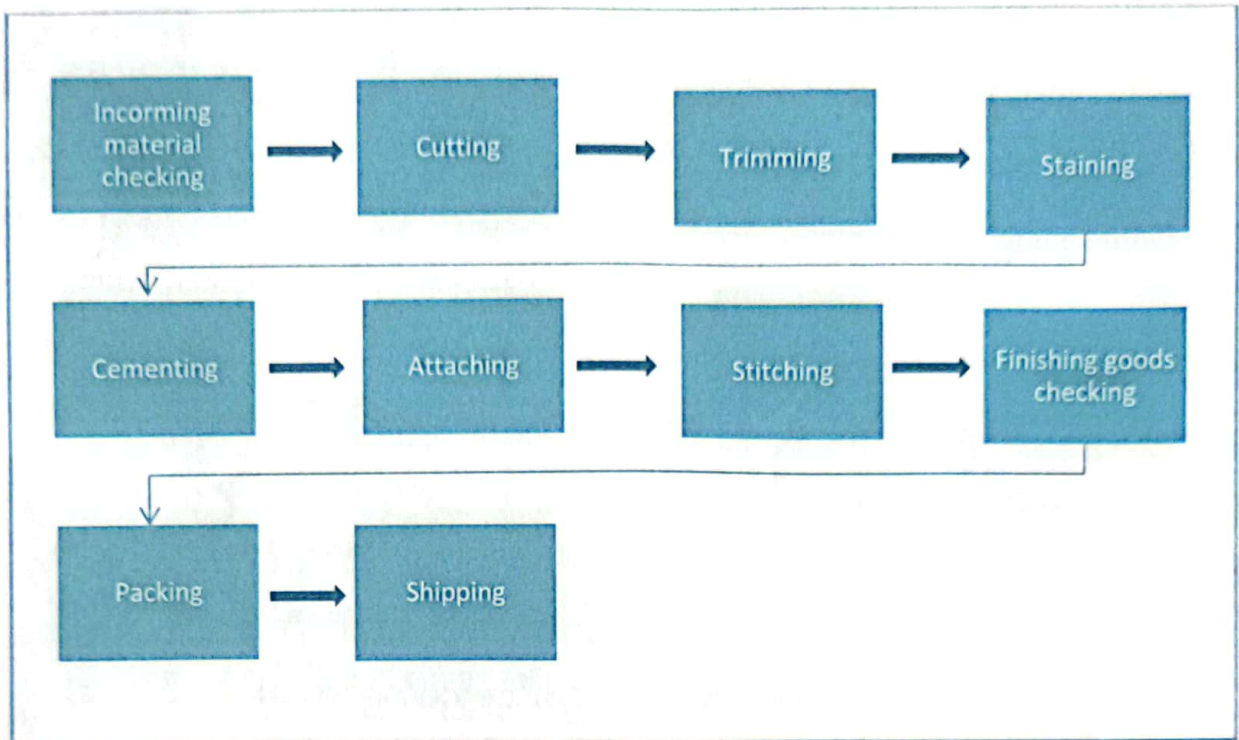 Incorming
material
checking
Cutting
Trimming
Staining
Cementing
Attaching
Stitching
Finishing goods
checking
Packing
Shipping